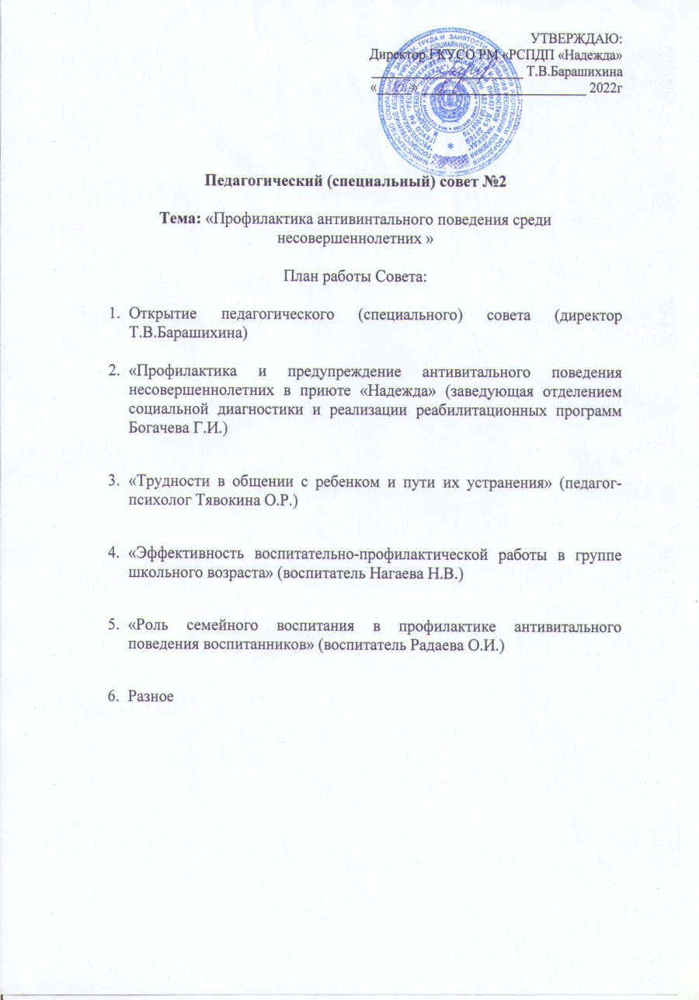 УТВЕРЖДАЮ:
Директор ГКУСО РМ «РСПДП «Надежда»
Т.В.Барашихина
« » 2022г
Педагогический (специальный) совет №2
Тема: «Профилактика антивинтального поведения среди
несовершеннолетних »
План работы Совета:
1. Открытие педагогического (специального) совета (директор
Т.В.Барашихина)
2. «Профилактика и предупреждение антивитального поведения
несовершеннолетних в приюте «Надежда» (заведующая отделением
социальной диагностики и реализации реабилитационных программ
Богачева Г.И.)
3. «Трудности в общении с ребенком и пути их устранения» (педагог-
психолог Тявокина О.Р.)
4. «Эффективность воспитательно-профилактической работы в группе
школьного возраста» (воспитатель Нагаева Н.В.)
5. «Роль семейного воспитания в профилактике антивитального
поведения воспитанников» (воспитатель Радаева О.И.)
6. Разное